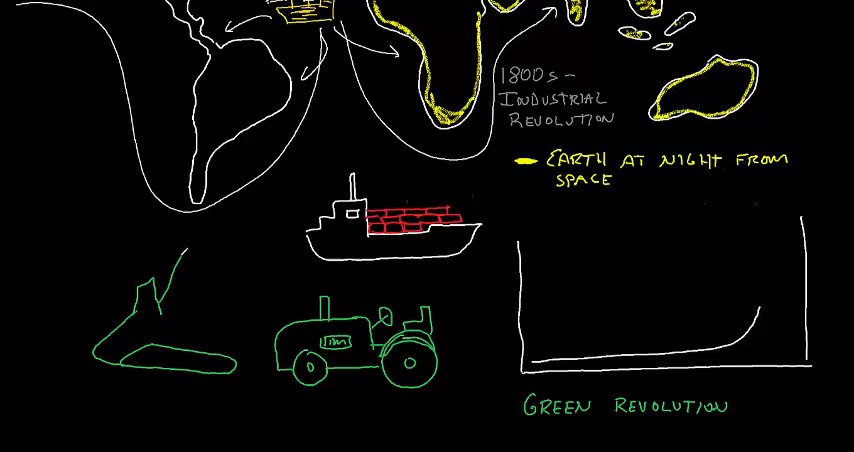 1800s -
INDUSTRIAL
REVOLUTION
EARTH AT NIGHT FROM
SPACE
GREEN REVOLUTION